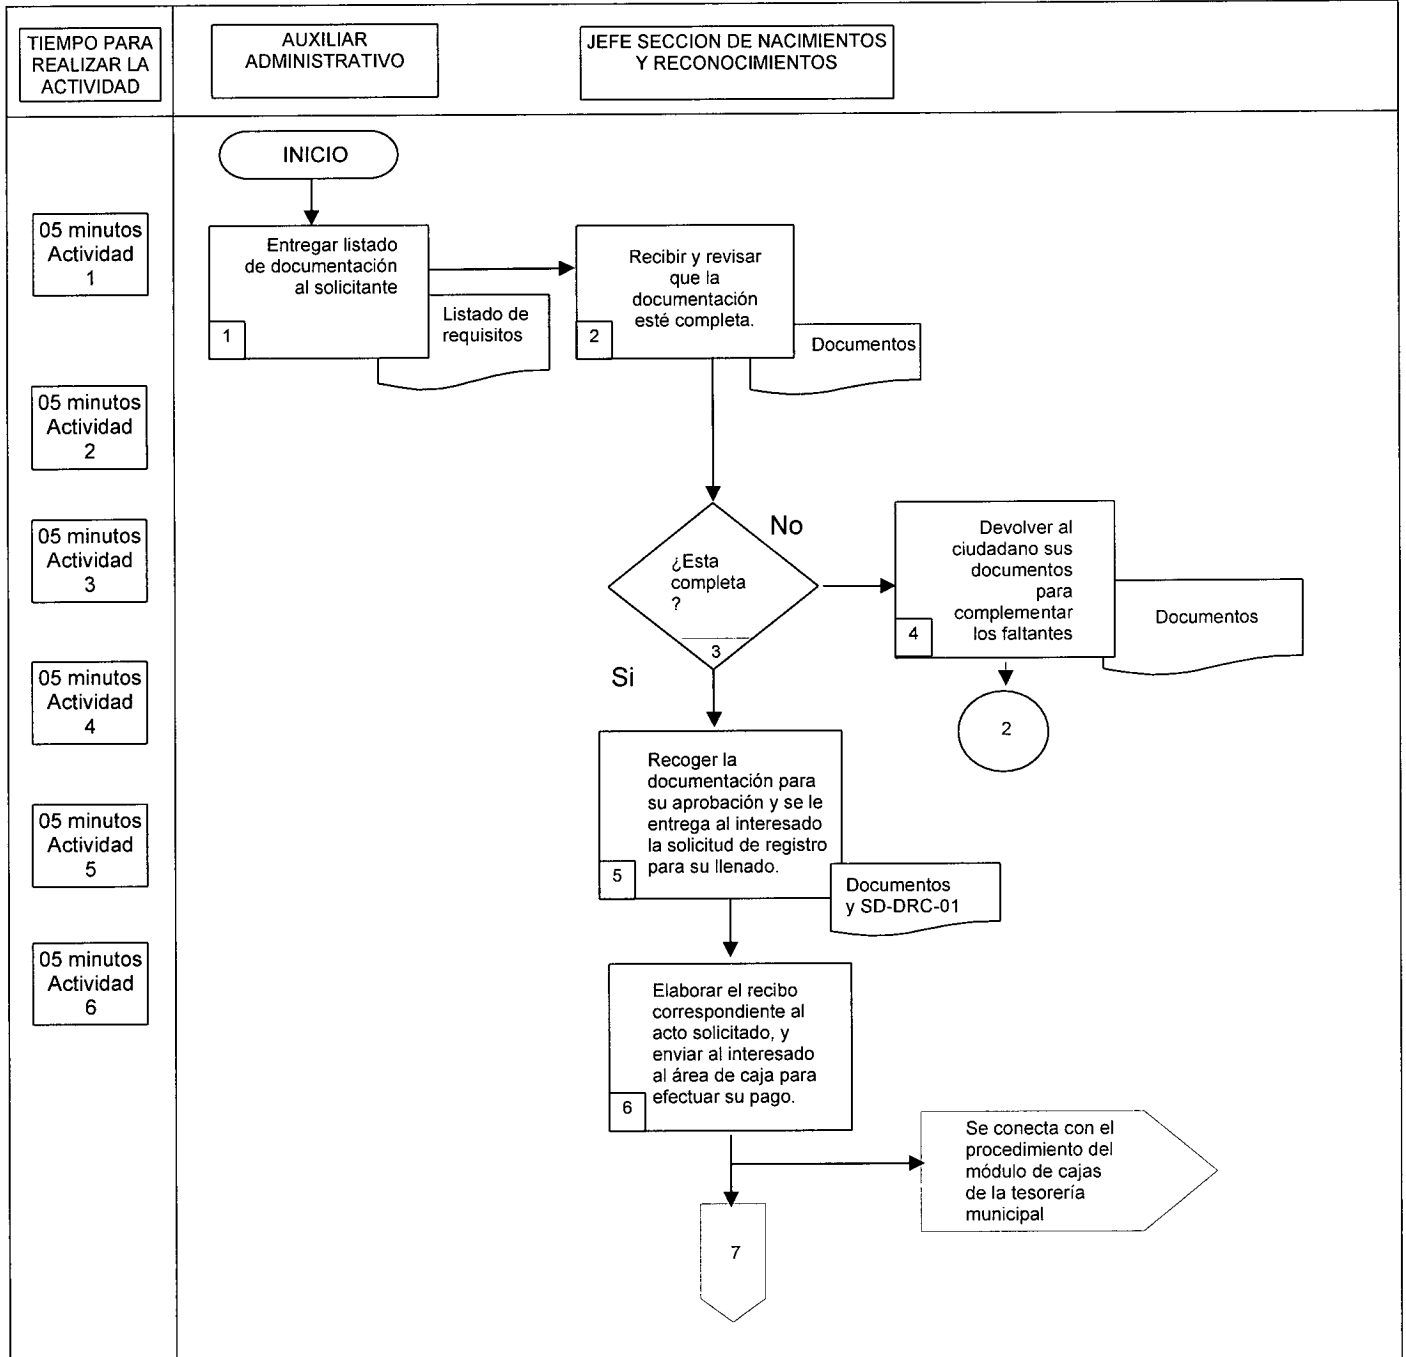 TIEMPO PARA
REALIZAR LA
ACTIVIDAD
AUXILIAR
ADMINISTRATIVO
JEFE SECCION DE NACIMIENTOS
Y RECONOCIMIENTOS
INICIO
05 minutos
Actividad
1
Entregar listado
de documentación
al solicitante
1
Listado de
requisitos
Recibir y revisar
que la
documentación
esté completa.
2
Documentos
05 minutos
Actividad
2
05 minutos
Actividad
3
¿Esta
completa
?
3
No
Si
Devolver al
ciudadano sus
documentos
para
complementar
los faltantes
4
Documentos
2
05 minutos
Actividad
4
Recoger la
documentación para
su aprobación y se le
entrega al interesado
la solicitud de registro
para su llenado.
5
Documentos
y SD-DRC-01
05 minutos
Actividad
5
05 minutos
Actividad
6
Elaborar el recibo
correspondiente al
acto solicitado, y
enviar al interesado
al área de caja para
efectuar su pago.
6
Se conecta con el
procedimiento del
módulo de cajas
de la tesorería
municipal
7